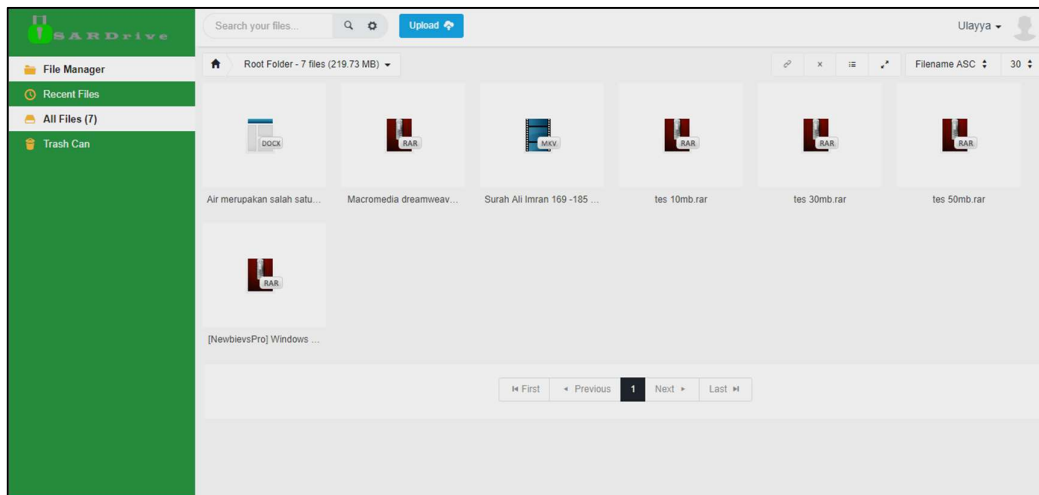 SARDrive
Search your files...
Upload
Ulayya
File Manager
Recent Files
All Files (7)
Trash Can
Root Folder - 7 files (219.73 MB)
Filename ASC
30
DOCX
RAR
MKV
RAR
RAR
RAR
Air merupakan salah satu...
Macromedia dreamweav...
Surah Ali Imran 169 -185 ...
tes 10mb.rar
tes 30mb.rar
tes 50mb.rar
RAR
[NewbievsPro] Windows ...
First
Previous
1
Next
Last